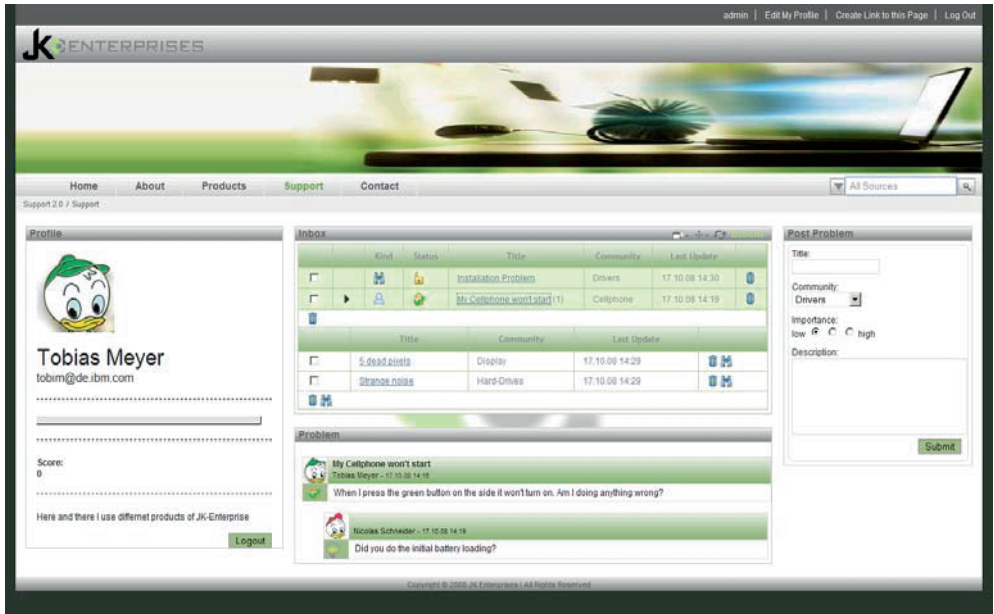 admin | Edit My Profile | Create Link to this Page | Log Out
JK ENTERPRISES
Home About Products Support Contact
All Sources
Support 2.0 / Support
Profile
Tobias Meyer
tobim@de.ibm.com
Score:
0
Here and there I use differnet products of JK-Enterprise
Logout
Inbox
Kind Status Title Community Last Update
Installation Problem Drivers 17.10.08 14:30
My Cellphone won't start (1) Cellphone 17.10.08 14:19
Title Community Last Update
5 dead pixels Display 17.10.08 14:29
Strange noise Hard-Drives 17.10.08 14:29
Problem
My Cellphone won't start
Tobias Meyer - 17.10.08 14:16
When I press the green button on the side it won't turn on. Am I doing anything wrong?
Nicolas Schneider - 17.10.08 14:19
Did you do the initial battery loading?
Post Problem
Title:
Community:
Drivers
Importance:
low high
Description:
Submit
Copyright © 2008 JK Enterprises | All Rights Reserved